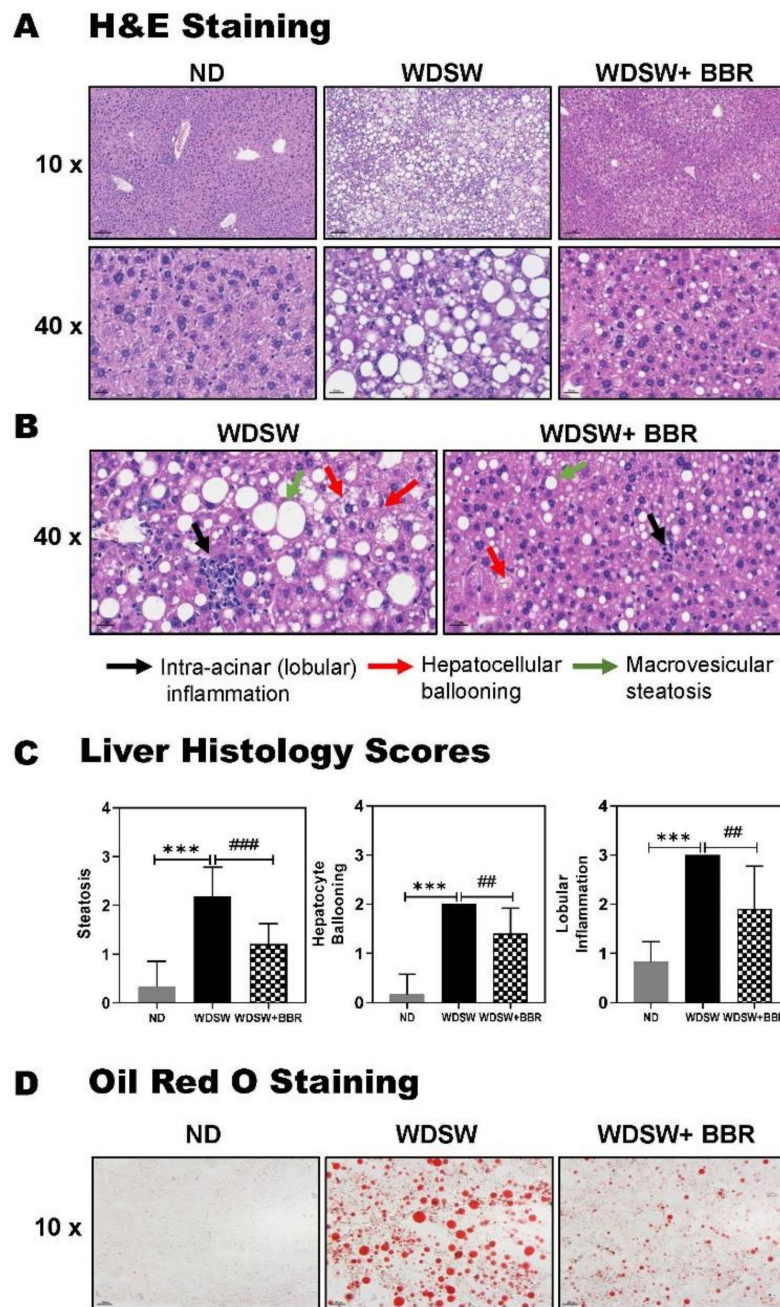 A H&E Staining
ND WDSW WDSW+ BBR
10 x
40 x
B WDSW WDSW+ BBR
40 x
Intra-acinar (lobular) inflammation
Hepatocellular ballooning
Macrovesicular steatosis
C Liver Histology Scores
Steatosis
4
3
2
1
0
*** ###
ND WDSW WDSW+BBR
Hepatocyte
Ballooning
4
3
2
1
0
*** ##
ND WDSW WDSW+BBR
Lobular
Inflammation
4
3
2
1
0
*** ##
ND WDSW WDSW+BBR
D Oil Red O Staining
ND WDSW WDSW+ BBR
10 x